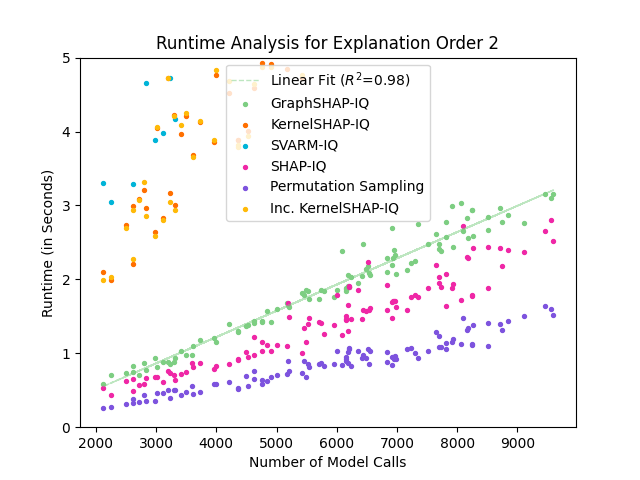 Runtime Analysis for Explanation Order 2
Runtime (in Seconds)
5
4
3
2
1
0
Linear Fit (R²=0.98)
GraphSHAP-IQ
KernelSHAP-IQ
SVARM-IQ
SHAP-IQ
Permutation Sampling
Inc. KernelSHAP-IQ
2000 3000 4000 5000 6000 7000 8000 9000
Number of Model Calls